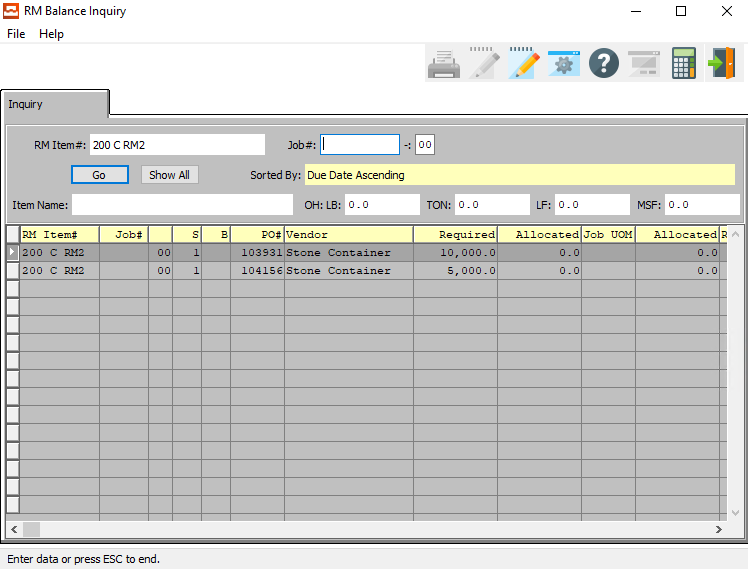 RM Balance Inquiry
File Help
Inquiry
RM Item#: 200 C RM2 Job#: -: 00
Go Show All Sorted By: Due Date Ascending
Item Name: OH: LB: 0.0 TON: 0.0 LF: 0.0 MSF: 0.0
RM Item# Job# S B PO# Vendor Required Allocated Job UOM Allocated R
200 C RM2 00 1 103931 Stone Container 10,000.0 0.0 0.0
200 C RM2 00 1 104156 Stone Container 5,000.0 0.0 0.0
Enter data or press ESC to end.